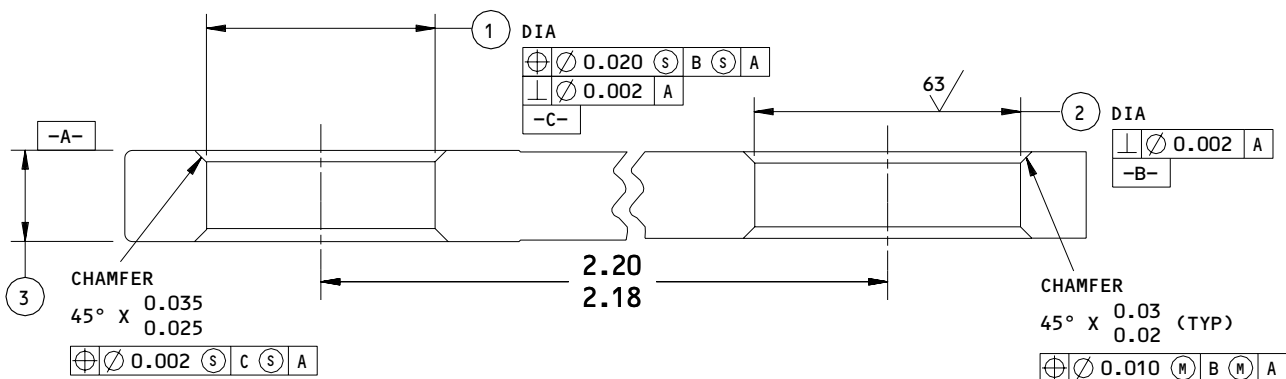 1 DIA
⌖ ⌀ 0.020 Ⓢ B Ⓢ A
⊥ ⌀ 0.002 A
-C-
63
2 DIA
⊥ ⌀ 0.002 A
-B-
-A-
3
CHAMFER
45° X 0.035
0.025
⌖ ⌀ 0.002 Ⓢ C Ⓢ A
2.20
2.18
CHAMFER
45° X 0.03 (TYP)
0.02
⌖ ⌀ 0.010 Ⓜ B Ⓜ A